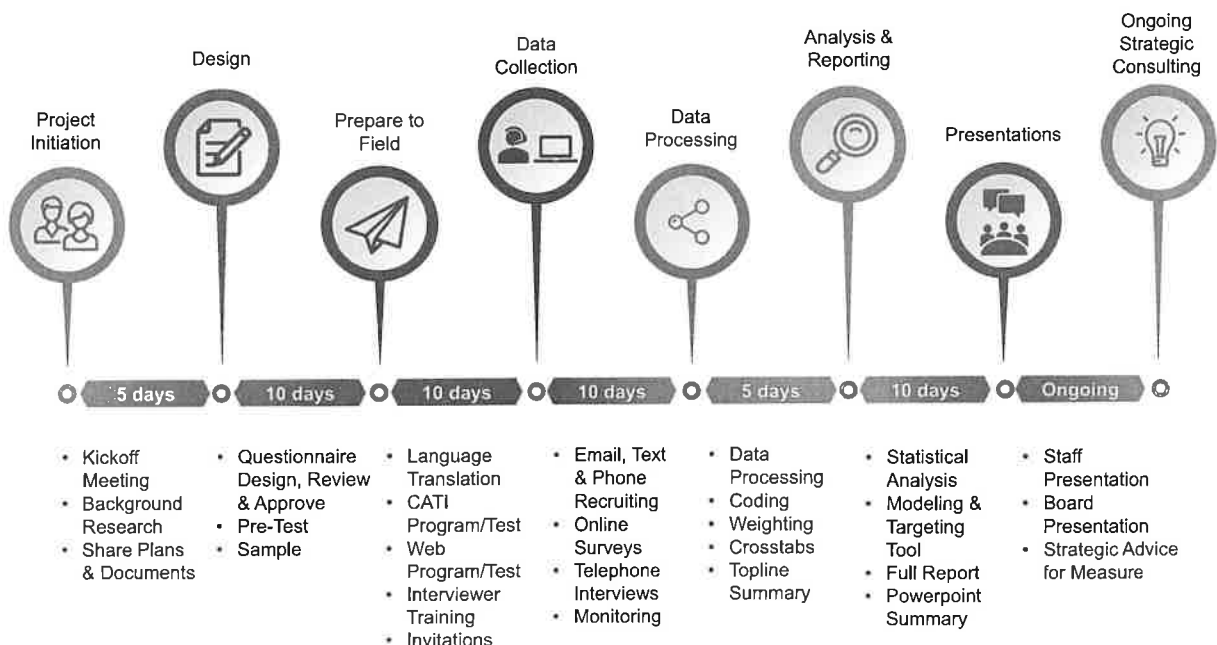 Project
Initiation
Design
Prepare to
Field
Data
Collection
Data
Processing
Analysis &
Reporting
Presentations
Ongoing
Strategic
Consulting
5 days
10 days
10 days
10 days
5 days
10 days
Ongoing
• Kickoff
Meeting
• Background
Research
• Share Plans
& Documents
• Questionnaire
Design, Review
& Approve
• Pre-Test
• Sample
• Language
Translation
• CATI
Program/Test
• Web
Program/Test
• Interviewer
Training
• Invitations
• Email, Text
& Phone
Recruiting
• Online
Surveys
• Telephone
Interviews
• Monitoring
• Data
Processing
• Coding
• Weighting
• Crosstabs
• Topline
Summary
• Statistical
Analysis
• Modeling &
Targeting
Tool
• Full Report
• Powerpoint
Summary
• Staff
Presentation
• Board
Presentation
• Strategic Advice
for Measure